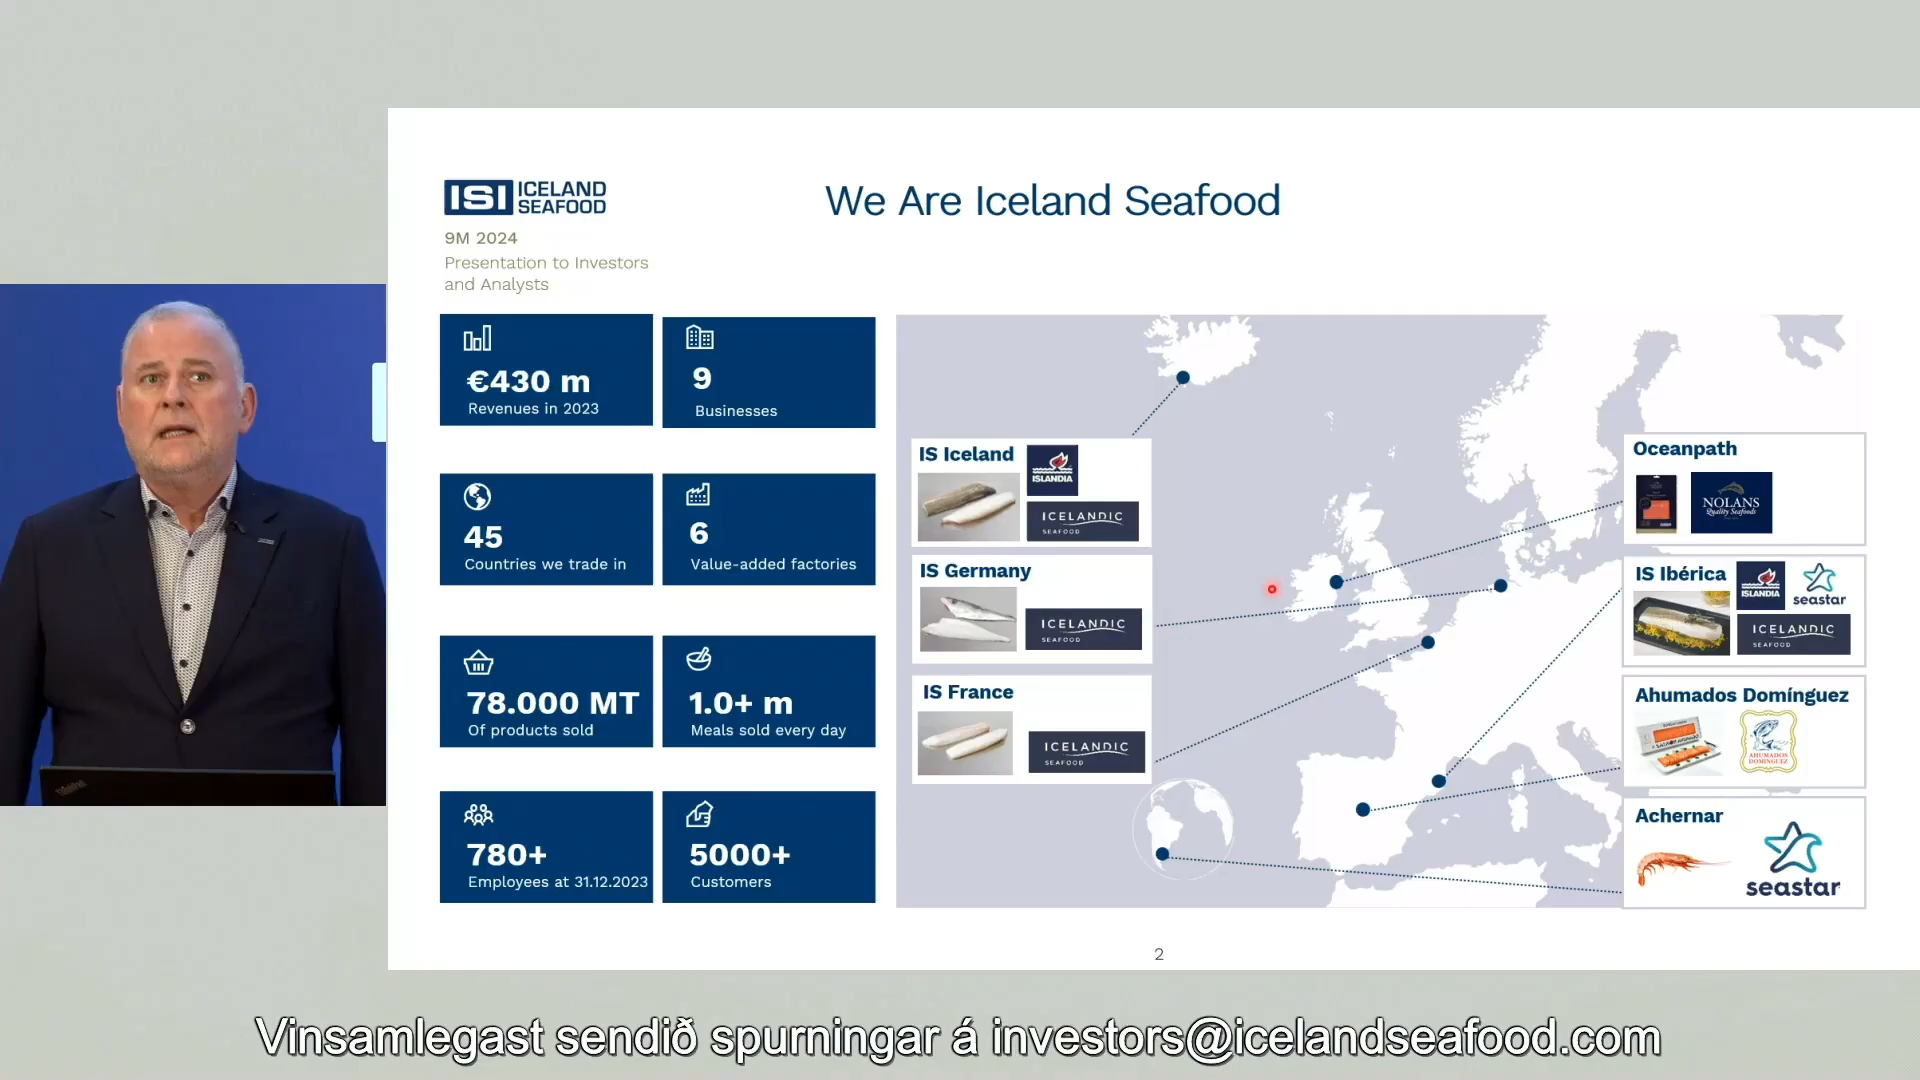 ISI ICELAND
SEAFOOD
We Are Iceland Seafood
9M 2024
Presentation to Investors
and Analysts
€430 m
Revenues in 2023
9
Businesses
45
Countries we trade in
6
Value-added factories
78.000 MT
Of products sold
1.0+ m
Meals sold every day
780+
Employees at 31.12.2023
5000+
Customers
IS Iceland
ISLANDIA
ICELANDIC
SEAFOOD
IS Germany
ICELANDIC
SEAFOOD
IS France
ICELANDIC
SEAFOOD
Oceanpath
NOLANS
Quality Seafoods
IS Ibérica
ISLANDIA
seastar
ICELANDIC
SEAFOOD
Ahumados Domínguez
AHUMADOS
DOMINGUEZ
Achernar
seastar
2
Vinsamlegast sendið spurningar á investors@icelandseafood.com